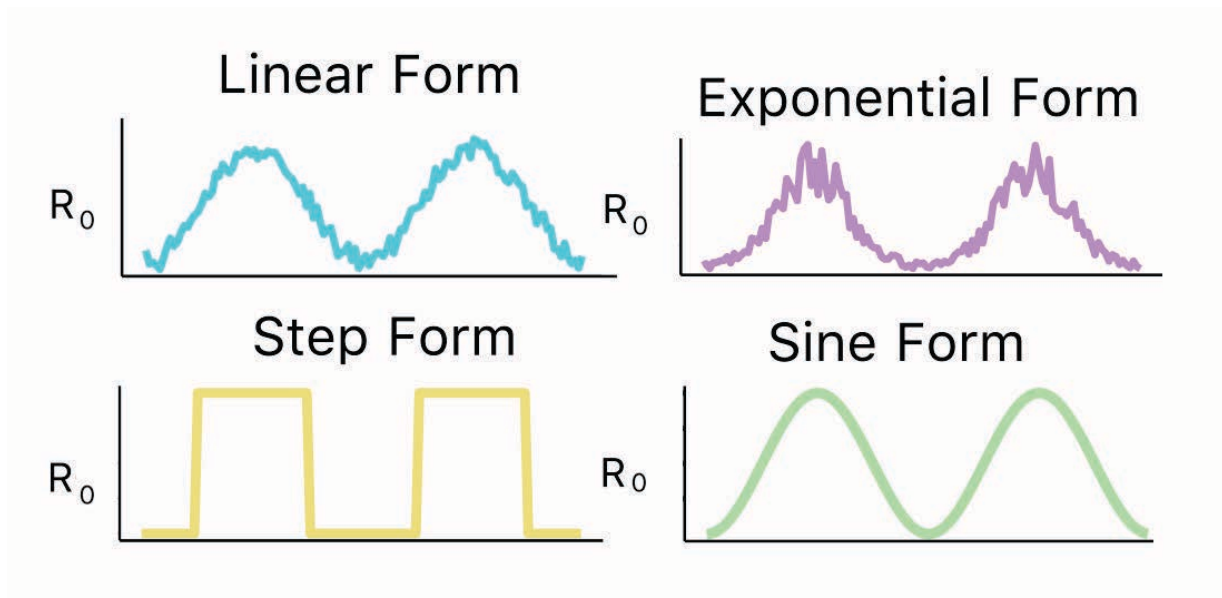 Linear Form
Exponential Form
R₀
R₀
Step Form
Sine Form
R₀
R₀